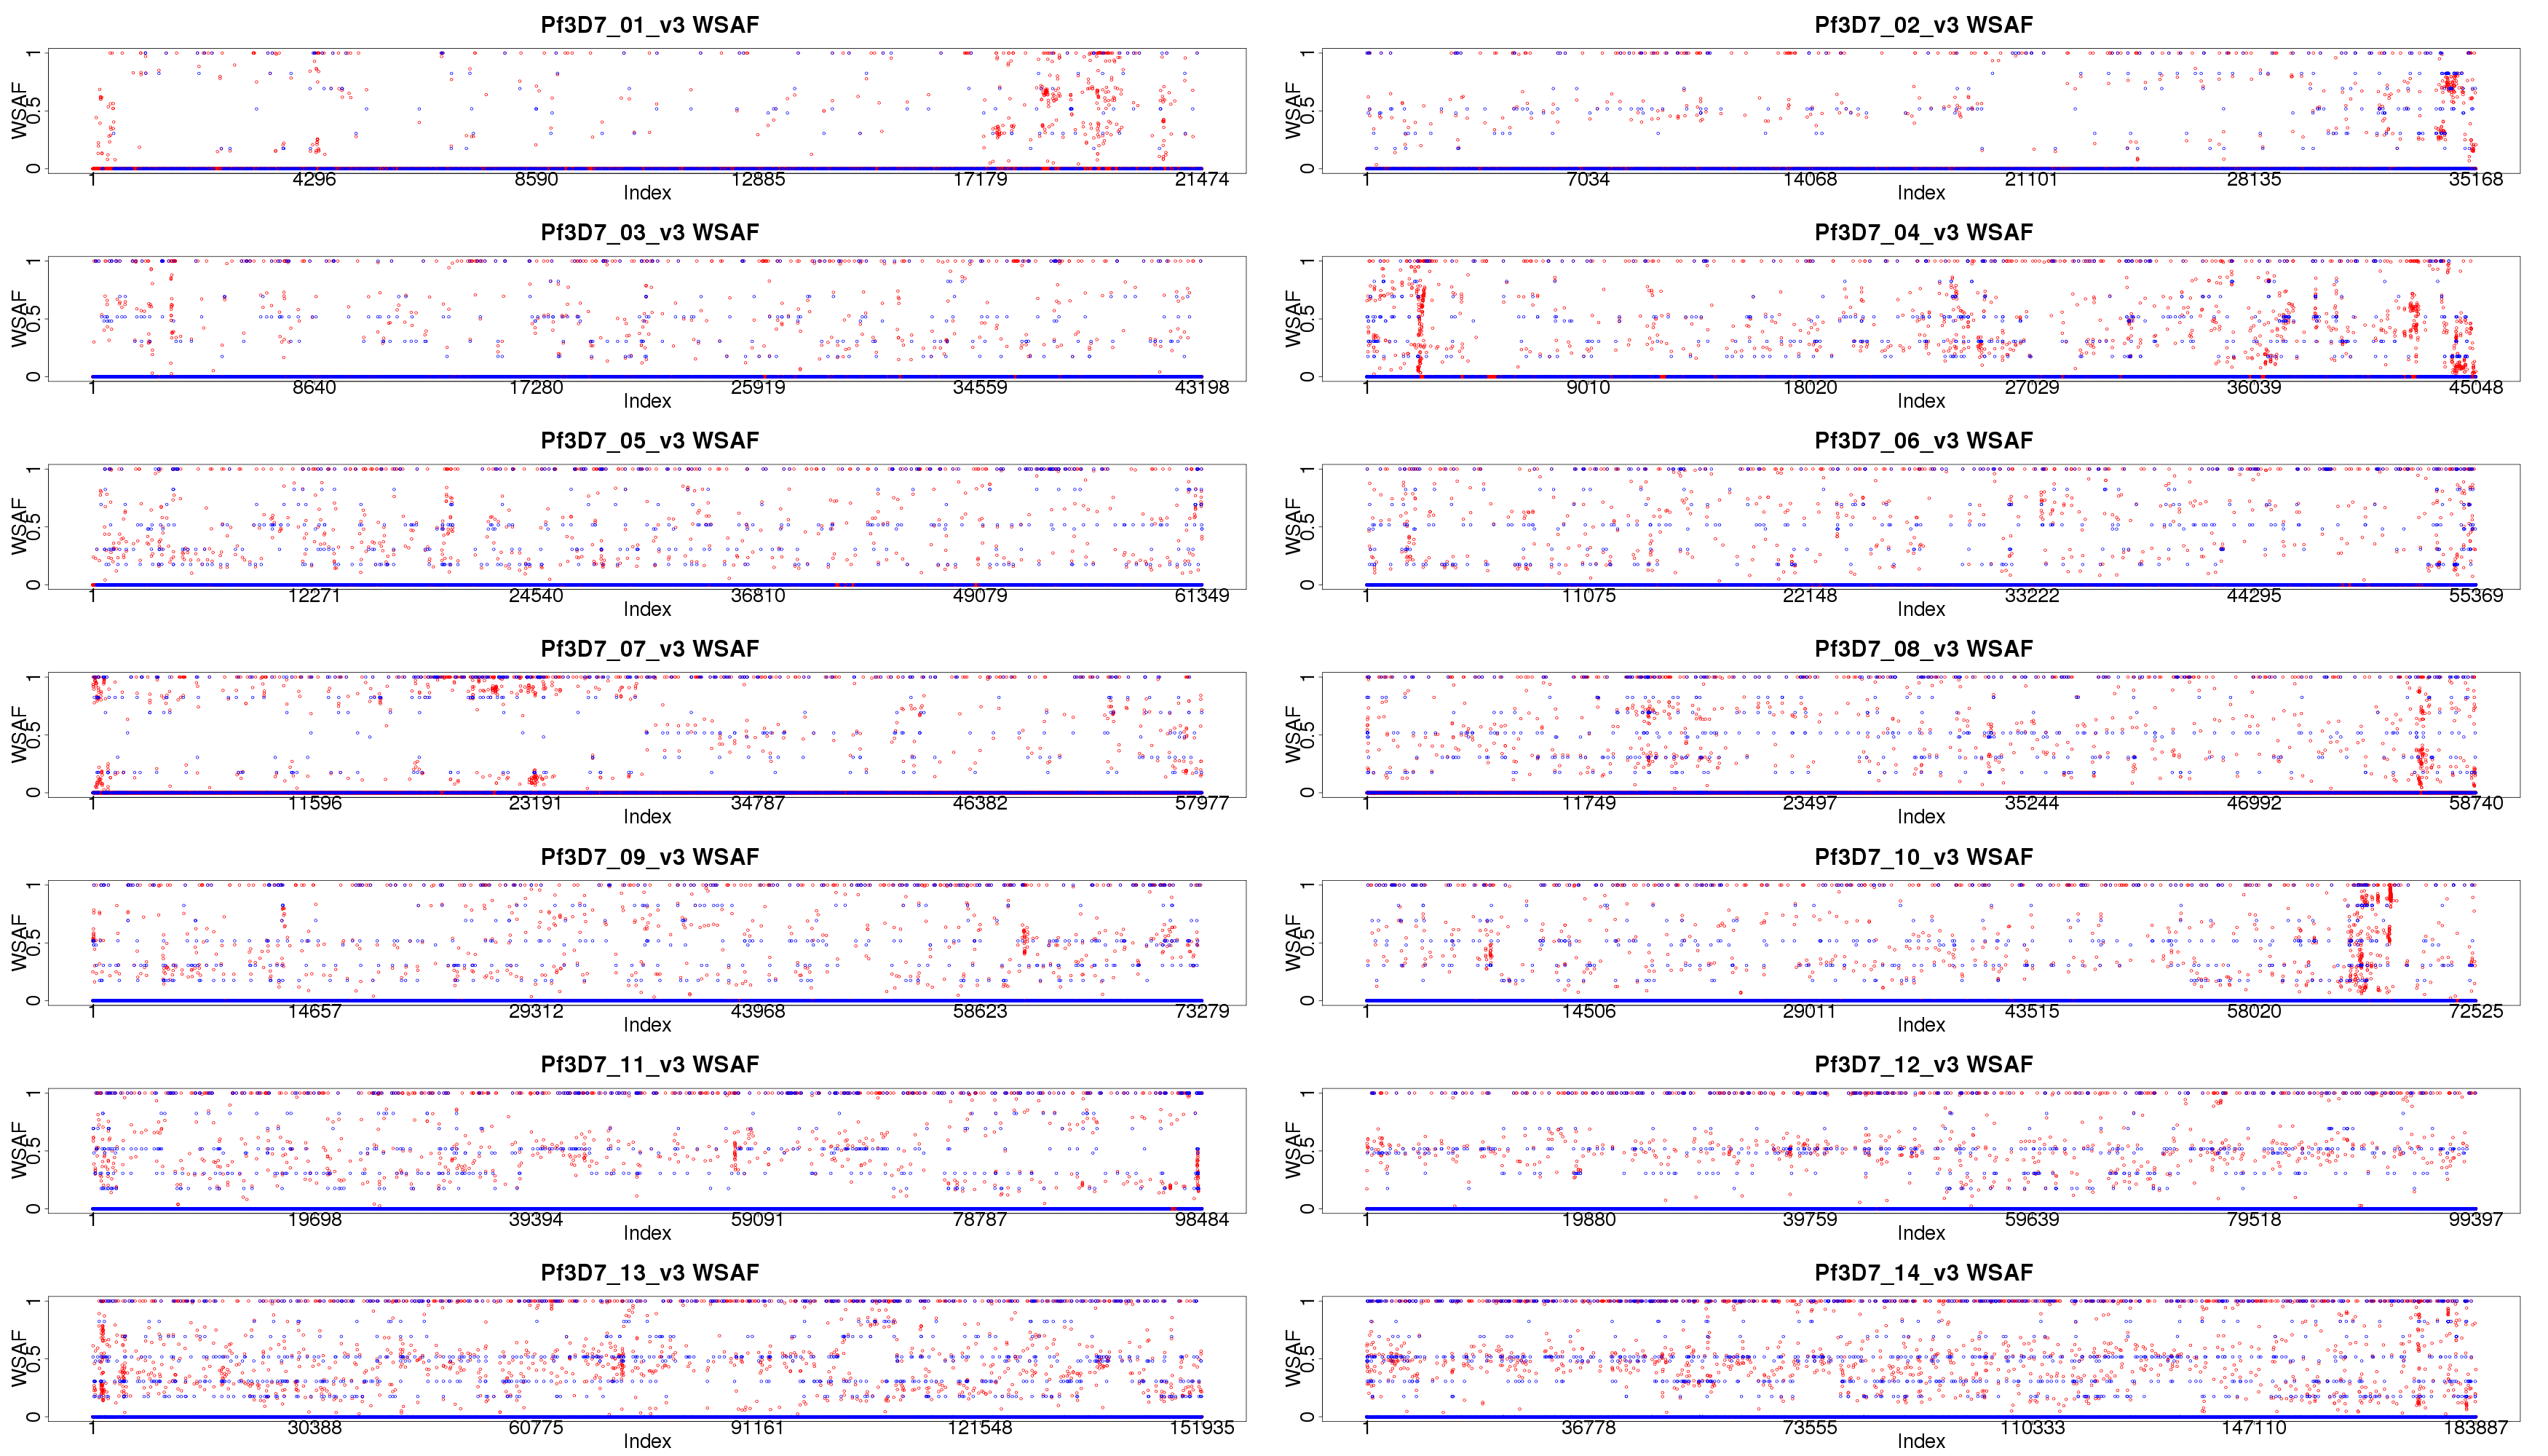 Pf3D7_01_v3 WSAF
WSAF
0 0.5 1
1 4296 8590 12885 17179 21474
Index
Pf3D7_02_v3 WSAF
WSAF
0 0.5 1
1 7034 14068 21101 28135 35168
Index
Pf3D7_03_v3 WSAF
WSAF
0 0.5 1
1 8640 17280 25919 34559 43198
Index
Pf3D7_04_v3 WSAF
WSAF
0 0.5 1
1 9010 18020 27029 36039 45048
Index
Pf3D7_05_v3 WSAF
WSAF
0 0.5 1
1 12271 24540 36810 49079 61349
Index
Pf3D7_06_v3 WSAF
WSAF
0 0.5 1
1 11075 22148 33222 44295 55369
Index
Pf3D7_07_v3 WSAF
WSAF
0 0.5 1
1 11596 23191 34787 46382 57977
Index
Pf3D7_08_v3 WSAF
WSAF
0 0.5 1
1 11749 23497 35244 46992 58740
Index
Pf3D7_09_v3 WSAF
WSAF
0 0.5 1
1 14657 29312 43968 58623 73279
Index
Pf3D7_10_v3 WSAF
WSAF
0 0.5 1
1 14506 29011 43515 58020 72525
Index
Pf3D7_11_v3 WSAF
WSAF
0 0.5 1
1 19698 39394 59091 78787 98484
Index
Pf3D7_12_v3 WSAF
WSAF
0 0.5 1
1 19880 39759 59639 79518 99397
Index
Pf3D7_13_v3 WSAF
WSAF
0 0.5 1
1 30388 60775 91161 121548 151935
Index
Pf3D7_14_v3 WSAF
WSAF
0 0.5 1
1 36778 73555 110333 147110 183887
Index